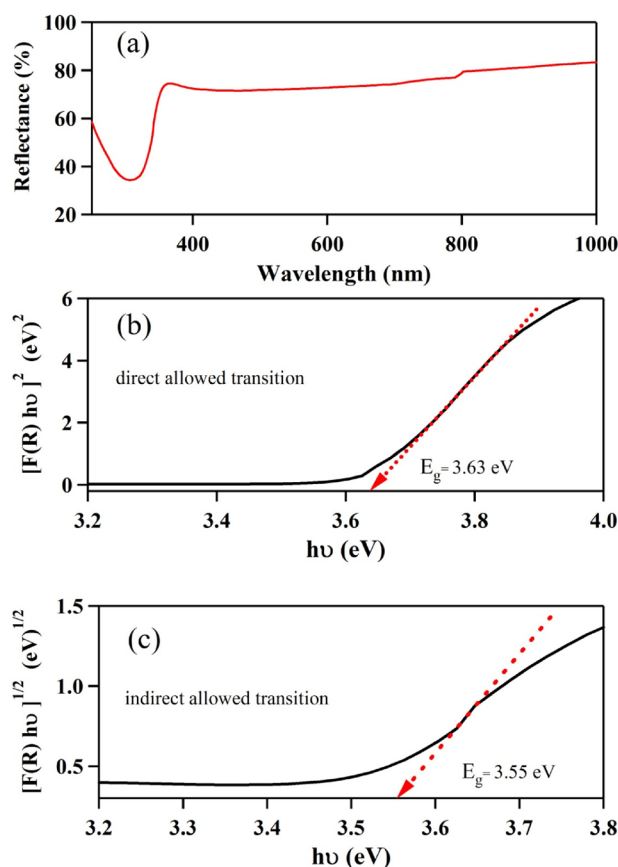 (a)
Reflectance (%)
100
80
60
40
20
400
600
800
1000
Wavelength (nm)
(b)
[F(R) hυ ]² (eV)²
6
4
2
0
direct allowed transition
E_g= 3.63 eV
3.2
3.4
3.6
3.8
4.0
hυ (eV)
(c)
[F(R) hυ ]^1/2 (eV)^1/2
1.5
1.0
0.5
indirect allowed transition
E_g= 3.55 eV
3.2
3.3
3.4
3.5
3.6
3.7
3.8
hυ (eV)